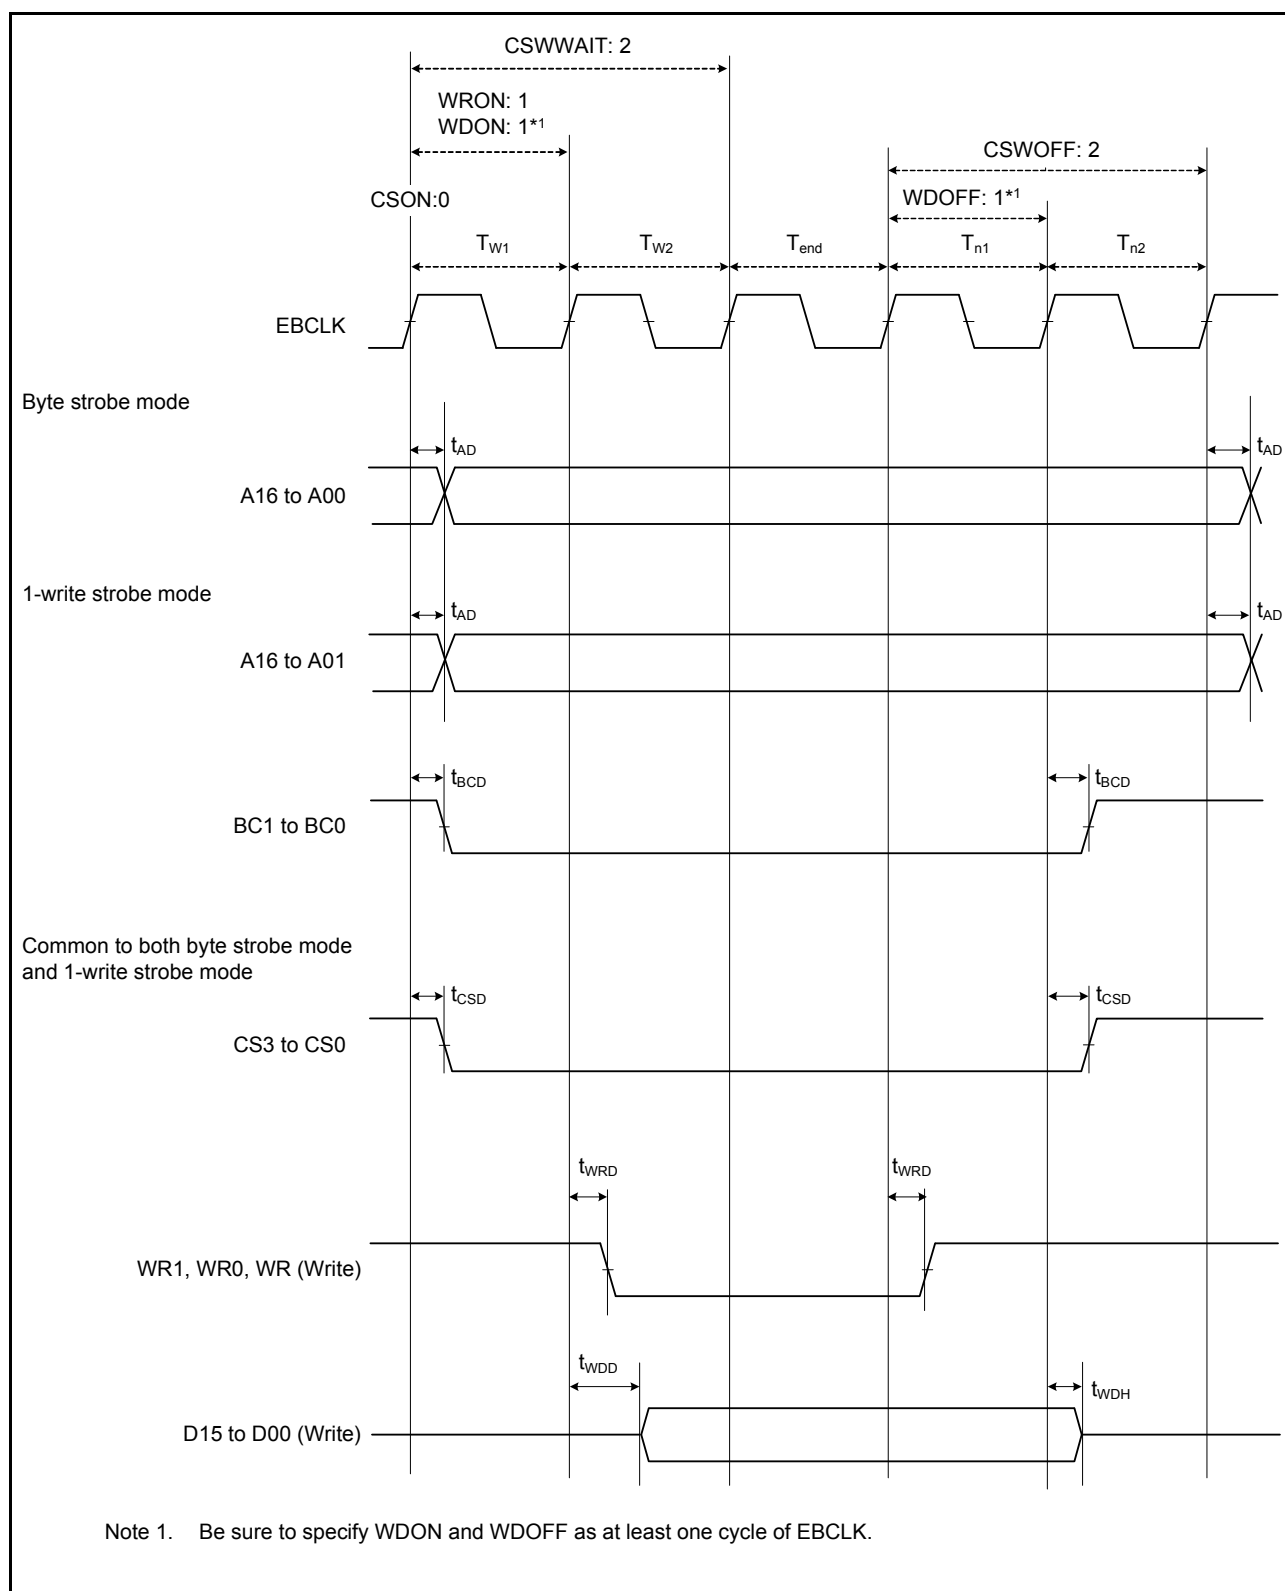 CSWWAIT: 2
WRON: 1
WDON: 1*1
CSWOFF: 2
CSON:0
WDOFF: 1*1
TW1
TW2
Tend
Tn1
Tn2
EBCLK
Byte strobe mode
tAD
tAD
A16 to A00
1-write strobe mode
tAD
tAD
A16 to A01
tBCD
tBCD
BC1 to BC0
Common to both byte strobe mode
and 1-write strobe mode
tCSD
tCSD
CS3 to CS0
tWRD
tWRD
WR1, WR0, WR (Write)
tWDD
tWDH
D15 to D00 (Write)
Note 1. Be sure to specify WDON and WDOFF as at least one cycle of EBCLK.